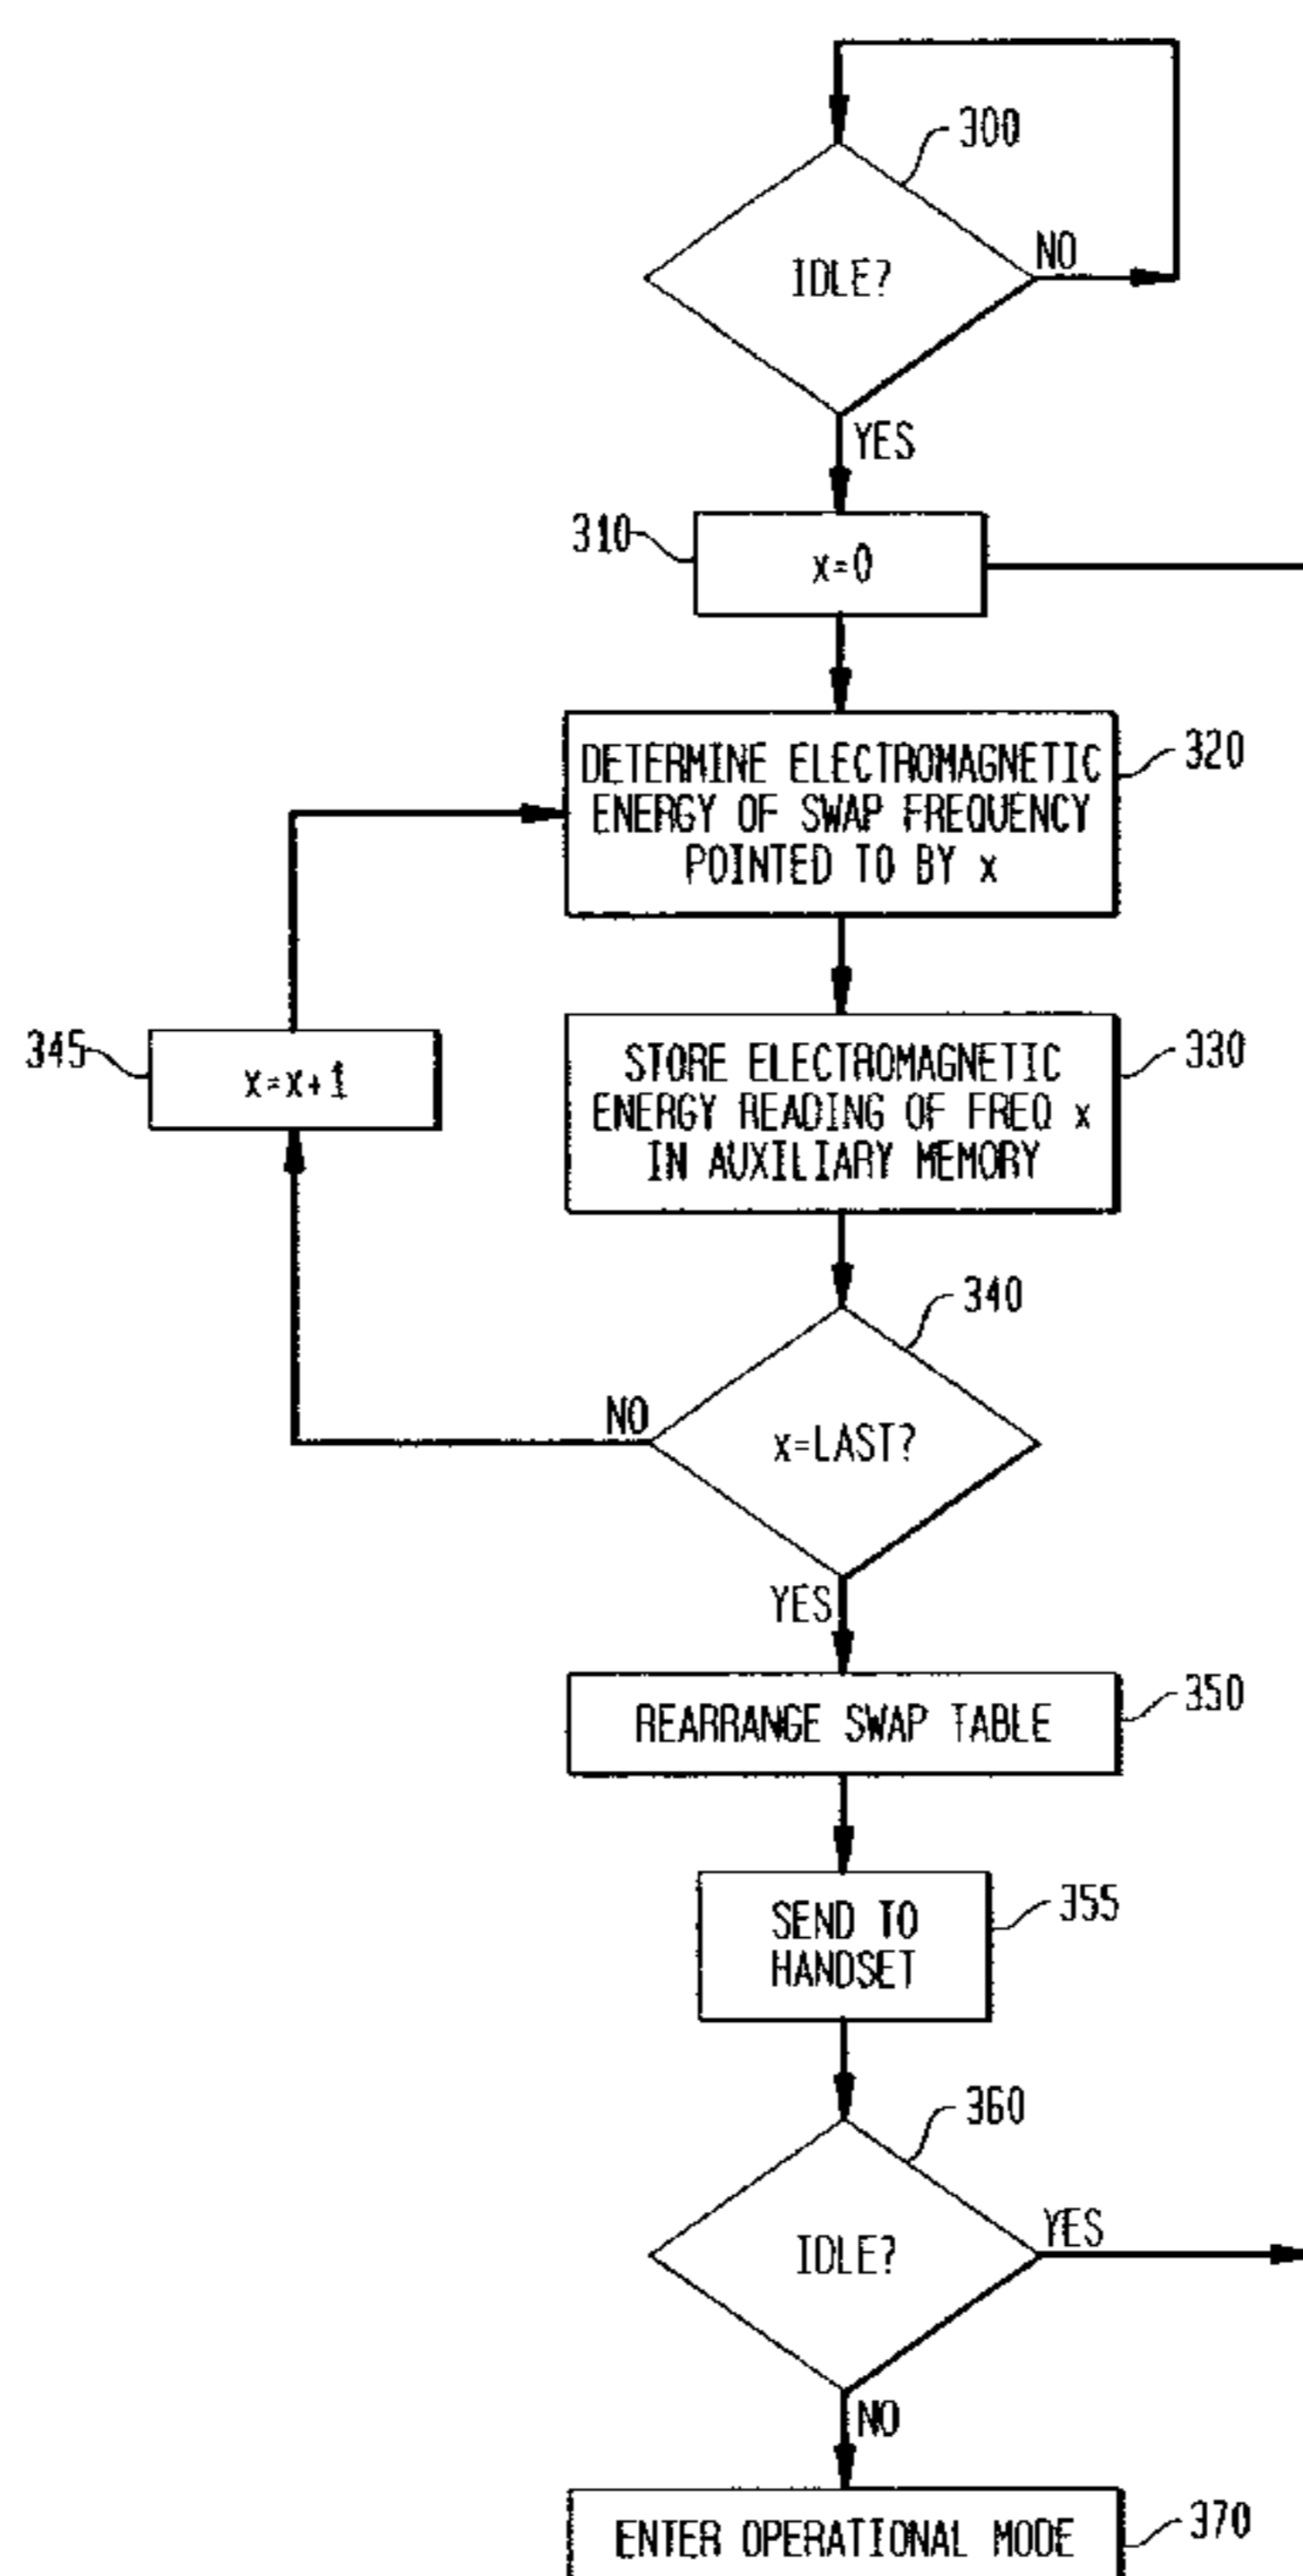 300
IDLE?
NO
YES
310
x=0
320
DETERMINE ELECTROMAGNETIC
ENERGY OF SWAP FREQUENCY
POINTED TO BY x
345
x=x+1
330
STORE ELECTROMAGNETIC
ENERGY READING OF FREQ x
IN AUXILIARY MEMORY
340
NO
x=LAST?
YES
350
REARRANGE SWAP TABLE
355
SEND TO
HANDSET
360
IDLE?
YES
NO
ENTER OPERATIONAL MODE
370